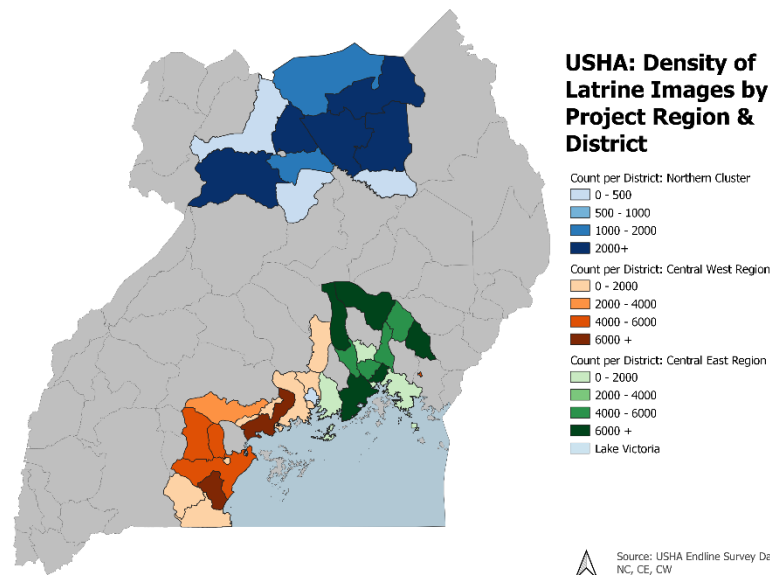 USHA: Density of
Latrine Images by
Project Region &
District
Count per District: Northern Cluster
0 - 500
500 - 1000
1000 - 2000
2000+
Count per District: Central West Region
0 - 2000
2000 - 4000
4000 - 6000
6000 +
Count per District: Central East Region
0 - 2000
2000 - 4000
4000 - 6000
6000 +
Lake Victoria
Source: USHA Endline Survey Da
NC, CE, CW